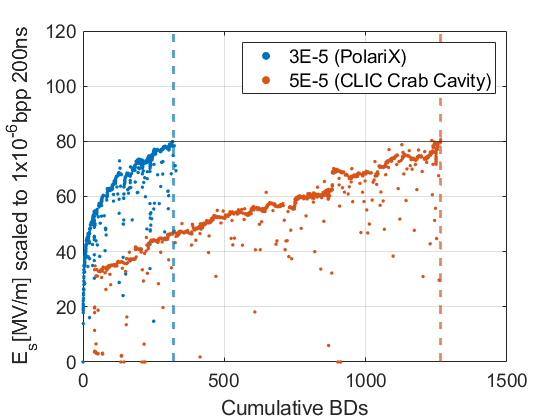 E_s[MV/m] scaled to 1x10^-6bpp 200ns
120
100
80
60
40
20
0
3E-5 (PolariX)
5E-5 (CLIC Crab Cavity)
0
500
1000
1500
Cumulative BDs